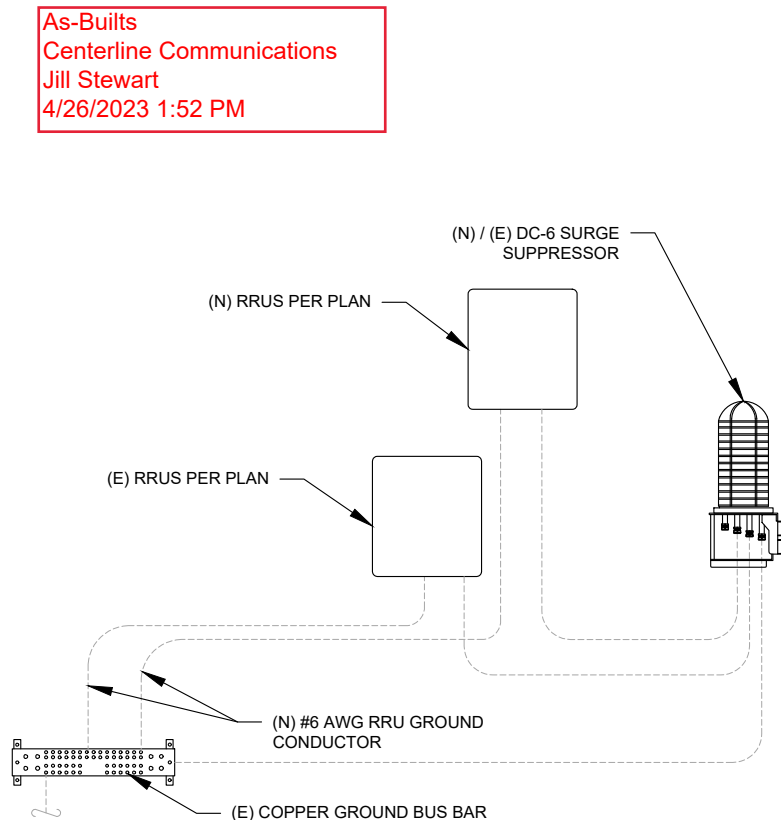 As-Builts
Centerline Communications
Jill Stewart
4/26/2023 1:52 PM
(N) / (E) DC-6 SURGE
SUPPRESSOR
(N) RRUS PER PLAN
(E) RRUS PER PLAN
(N) #6 AWG RRU GROUND
CONDUCTOR
(E) COPPER GROUND BUS BAR